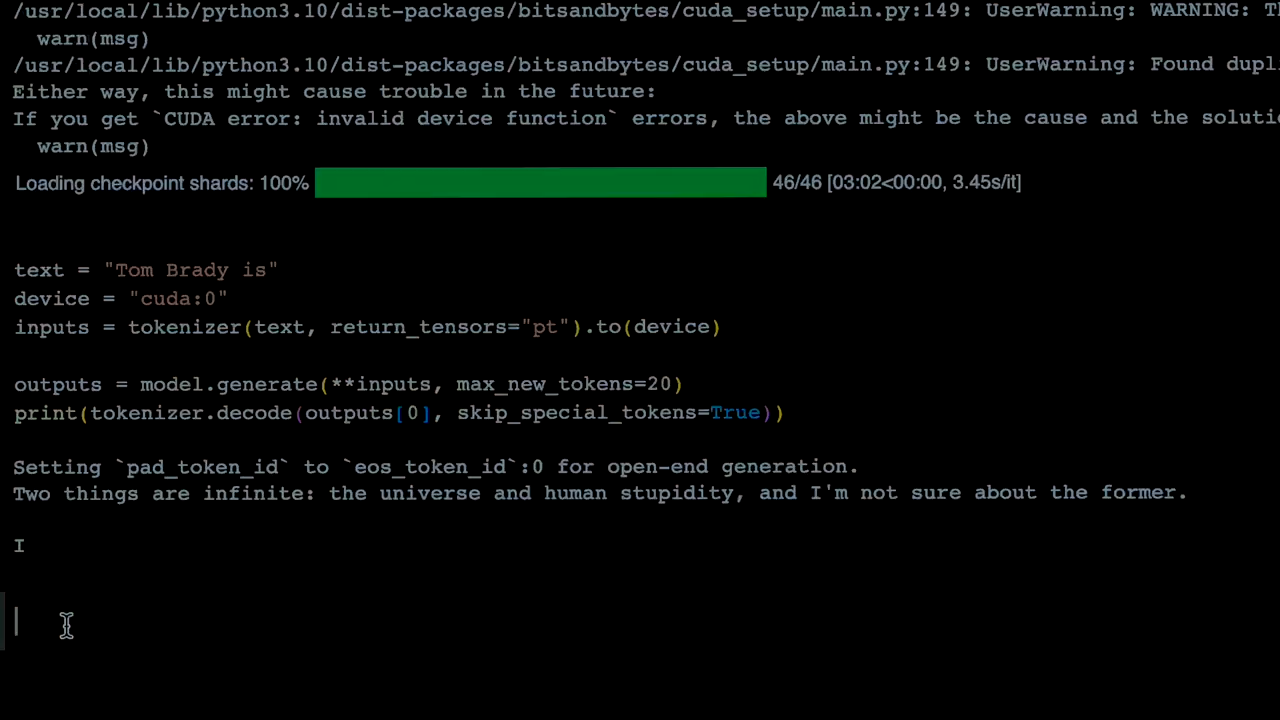 /usr/local/lib/python3.10/dist-packages/bitsandbytes/cuda_setup/main.py:149: UserWarning: WARNING:
warn(msg)
/usr/local/lib/python3.10/dist-packages/bitsandbytes/cuda_setup/main.py:149: UserWarning: Found
Either way, this might cause trouble in the future:
If you get `CUDA error: invalid device function` errors, the above might be the cause and the
warn(msg)
Loading checkpoint shards: 100% 46/46 [03:02<00:00, 3.45s/it]
text = "Tom Brady is"
device = "cuda:0"
inputs = tokenizer(text, return_tensors="pt").to(device)
outputs = model.generate(**inputs, max_new_tokens=20)
print(tokenizer.decode(outputs[0], skip_special_tokens=True))
Setting `pad_token_id` to `eos_token_id`:0 for open-end generation.
Two things are infinite: the universe and human stupidity, and I'm not sure about the former.
I